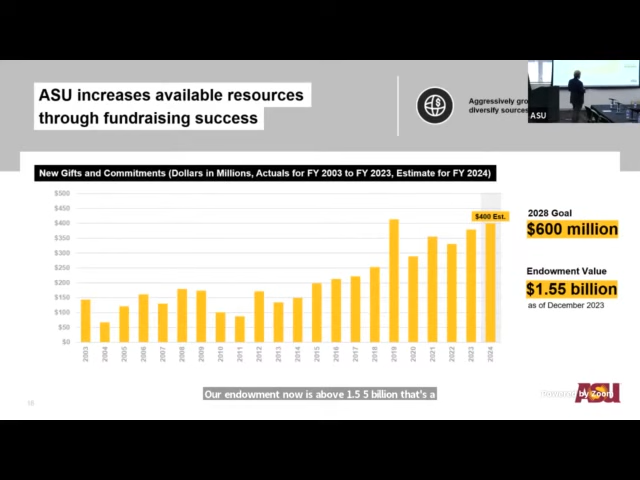 ASU increases available resources
through fundraising success
Aggressively
diversify sources
ASU
New Gifts and Commitments (Dollars in Millions, Actuals for FY 2003 to FY 2023, Estimate for FY 2024)
$500
$450
$400
$350
$300
$250
$200
$150
$100
$50
$0
$400 Est.
2003
2004
2005
2006
2007
2008
2009
2010
2011
2012
2013
2014
2015
2016
2017
2018
2019
2020
2021
2022
2023
2024
2028 Goal
$600 million
Endowment Value
$1.55 billion
as of December 2023
Our endowment now is above 1.5 5 billion that's a
Powered by Zoom
ASU